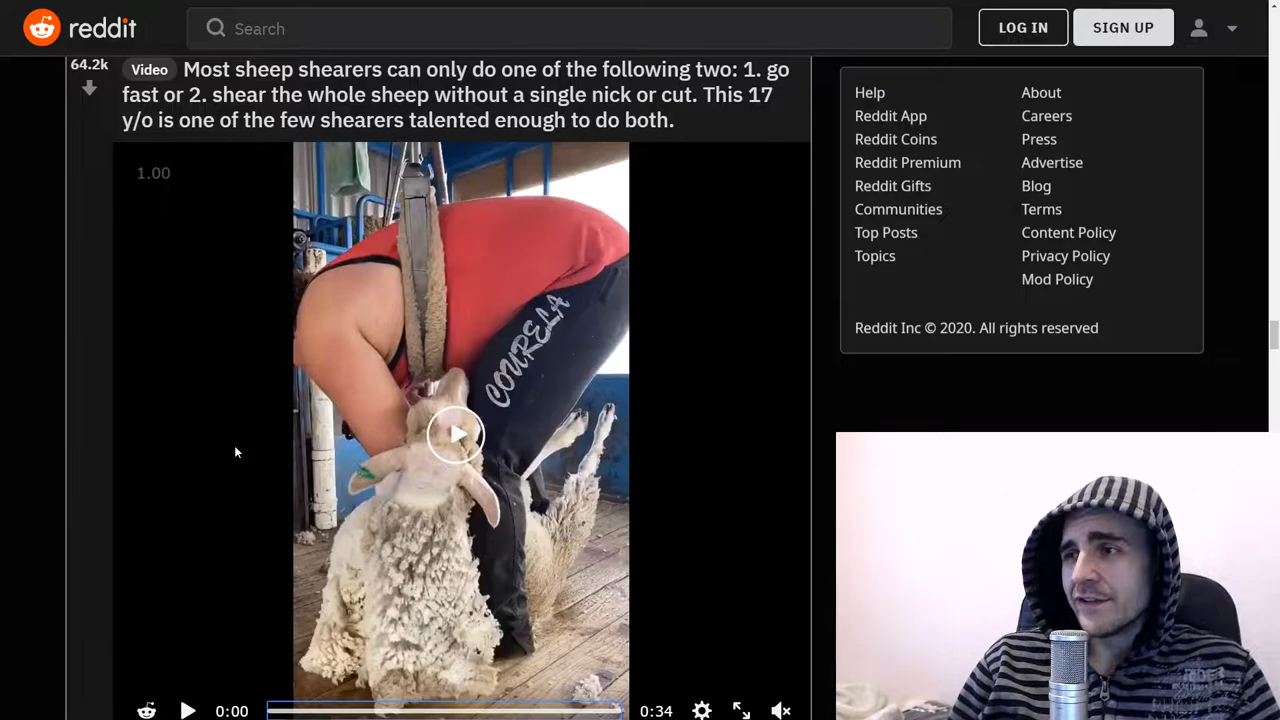 reddit
Search
LOG IN
SIGN UP
64.2k
Video
Most sheep shearers can only do one of the following two: 1. go
fast or 2. shear the whole sheep without a single nick or cut. This 17
y/o is one of the few shearers talented enough to do both.
1.00
COURELA
0:00
0:34
Help
About
Reddit App
Careers
Reddit Coins
Press
Reddit Premium
Advertise
Reddit Gifts
Blog
Communities
Terms
Top Posts
Content Policy
Topics
Privacy Policy
Mod Policy
Reddit Inc © 2020. All rights reserved